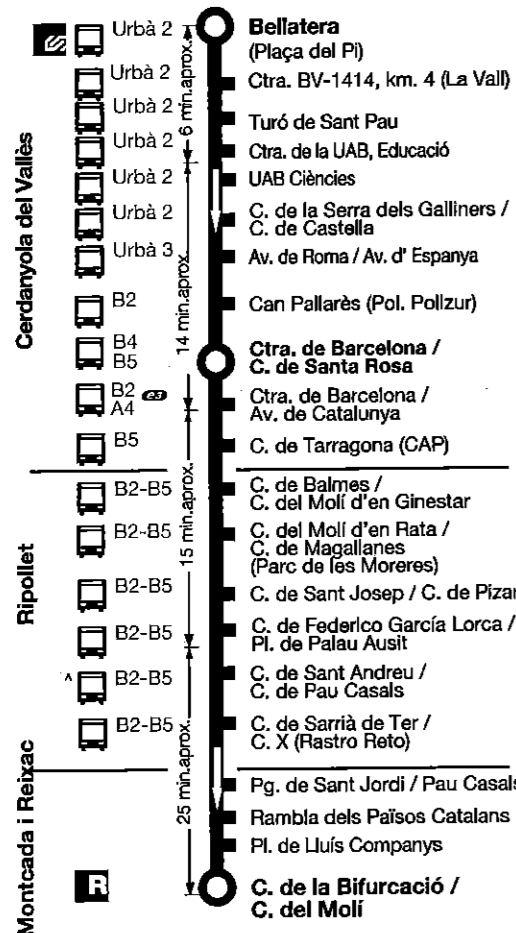 Urbà 2
Bellaterra
(Plaça del Pi)
Urbà 2
Ctra. BV-1414, km. 4 (La Vall)
Urbà 2
Turó de Sant Pau
Urbà 2
Ctra. de la UAB, Educació
6 min.aprox.
Urbà 2
UAB Ciències
Urbà 2
C. de la Serra dels Galliners /
C. de Castella
Urbà 3
Av. de Roma / Av. d' Espanya
B2
Can Pallarès (Pol. Polizur)
Cerdanyola del Vallès
14 min.aprox.
B4
B5
Ctra. de Barcelona /
C. de Santa Rosa
B2 e3
A4
Ctra. de Barcelona /
Av. de Catalunya
B5
C. de Tarragona (CAP)
B2-B5
C. de Balmes /
C. del Molí d'en Ginestar
B2-B5
C. del Molí d'en Rata /
C. de Magallanes
(Parc de les Moreres)
15 min.aprox.
Ripollet
B2-B5
C. de Sant Josep / C. de Pizar
B2-B5
C. de Federico García Lorca /
Pl. de Palau Ausit
B2-B5
C. de Sant Andreu /
C. de Pau Casals
B2-B5
C. de Sarrià de Ter /
C. X (Rastro Reto)
25 min.aprox.
Pg. de Sant Jordi / Pau Casals
Rambla dels Països Catalans
Pl. de Lluís Companys
Montcada i Reixac
R
C. de la Bifurcació /
C. del Molí